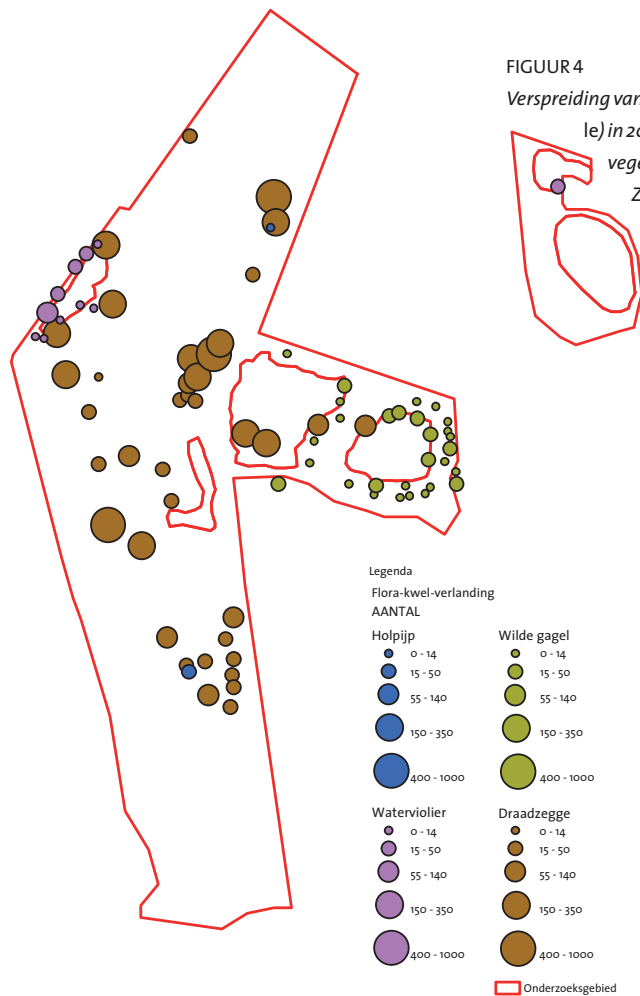 FIGUUR 4
Verspreiding van
le) in 20
vege
Z
Legenda
Flora-kwel-verlanding
AANTAL
Holpijp
0 - 14
15 - 50
55 - 140
150 - 350
400 - 1000
Wilde gagel
0 - 14
15 - 50
55 - 140
150 - 350
400 - 1000
Waterviolier
0 - 14
15 - 50
55 - 140
150 - 350
400 - 1000
Draadzegge
0 - 14
15 - 50
55 - 140
150 - 350
400 - 1000
Onderzoeksgebied